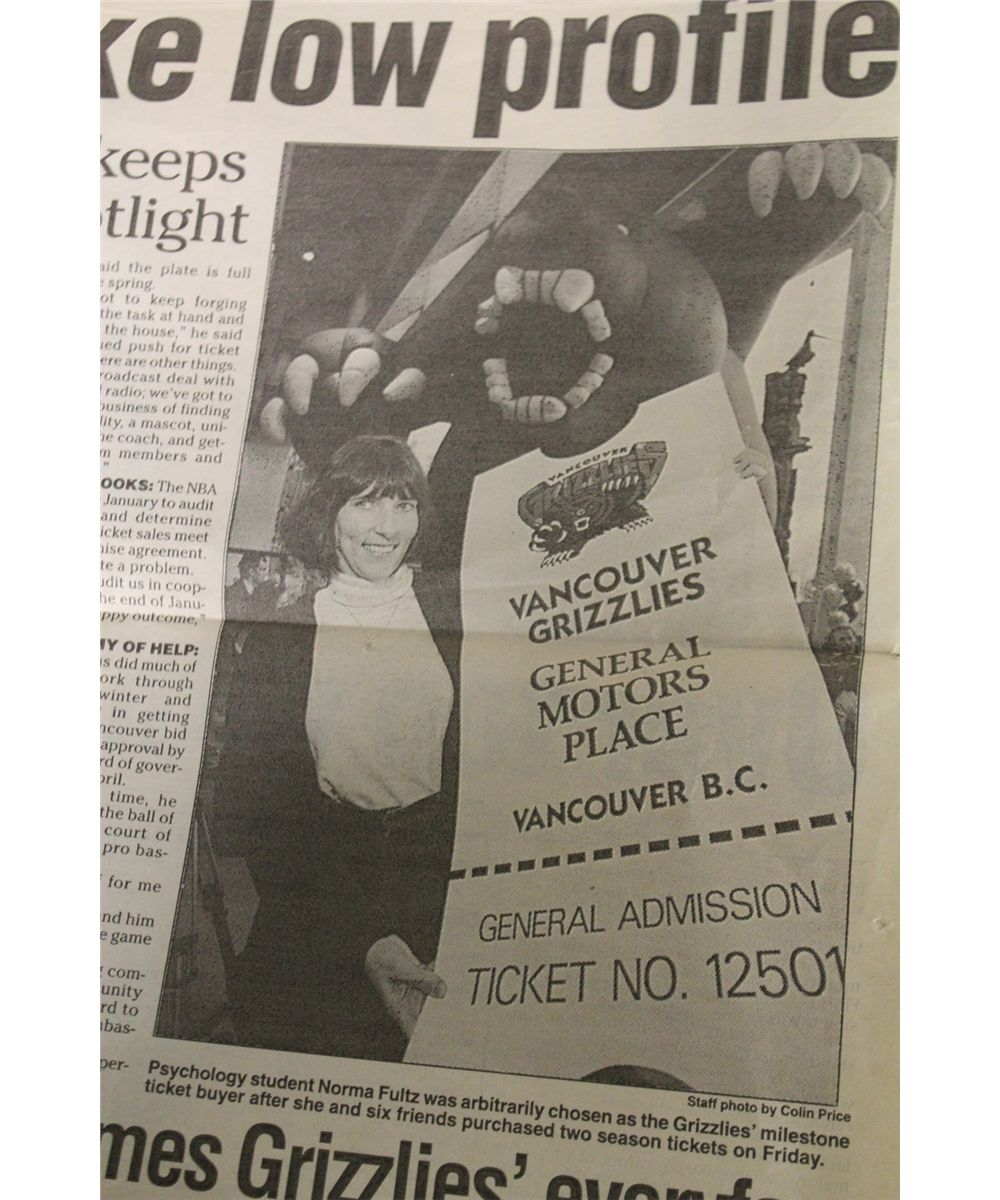 ke low profile
keeps
tlight
aid the plate is full
spring.
ot to keep forging
the task at hand and
the house," he said
ed push for ticket
ere are other things.
roadcast deal with
radio; we've got to
business of finding
lity, a mascot, uni-
e coach, and get-
m members and
"
OOKS: The NBA
January to audit
and determine
icket sales meet
ise agreement.
te a problem.
udit us in coop-
he end of Janu-
ppy outcome,"
Y OF HELP:
s did much of
ork through
winter and
in getting
ncouver bid
approval by
rd of gover-
pril.
time, he
the ball of
court of
pro bas-
for me
nd him
e game
com-
unity
rd to
bas-
per-
VANCOUVER
GRIZZLIES
VANCOUVER
GRIZZLIES
GENERAL
MOTORS
PLACE
VANCOUVER B.C.
GENERAL ADMISSION
TICKET NO. 12501
Staff photo by Colin Price
Psychology student Norma Fultz was arbitrarily chosen as the Grizzlies' milestone
ticket buyer after she and six friends purchased two season tickets on Friday.
mes Grizzlies'